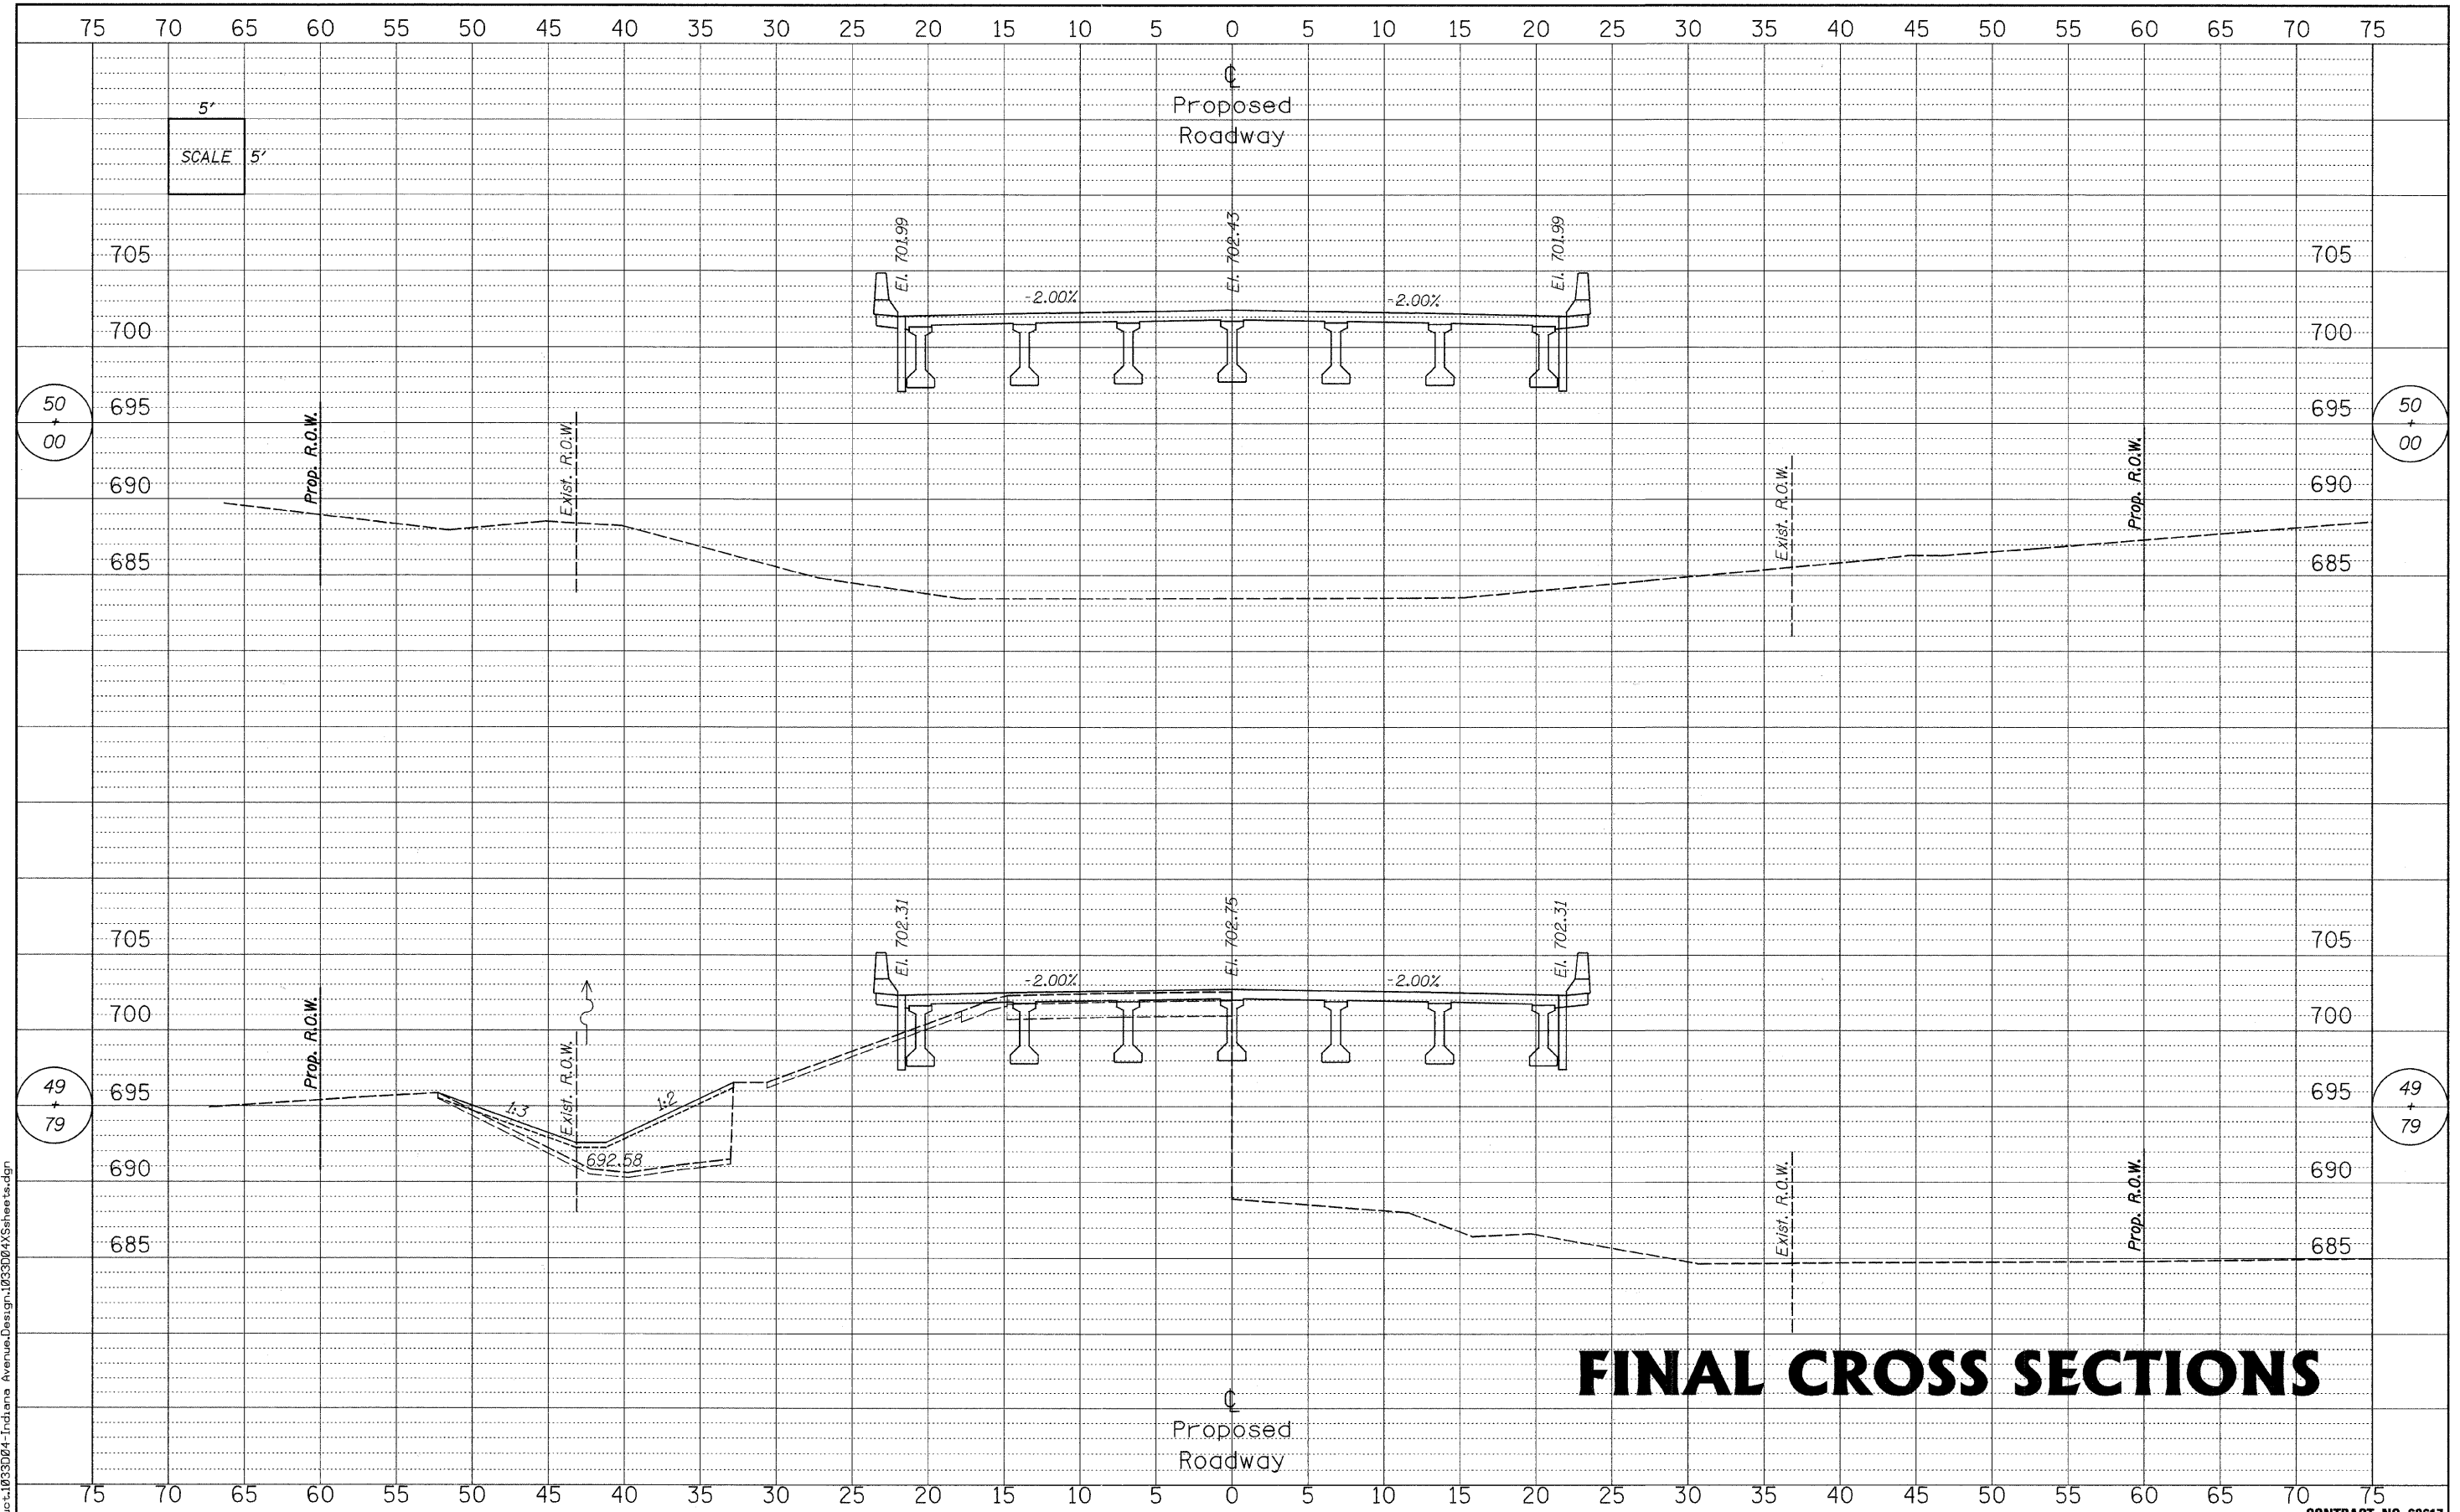 75 70 65 60 55 50 45 40 35 30 25 20 15 10 5 0 5 10 15 20 25 30 35 40 45 50 55 60 65 70 75
℄
Proposed
Roadway
5'
SCALE 5'
El. 701.99
El. 702.43
El. 701.99
705
705
-2.00%
-2.00%
700
700
50
+
00
695
Prop. R.O.W.
Exist. R.O.W.
Exist. R.O.W.
Prop. R.O.W.
695
50
+
00
690
690
685
685
El. 702.31
El. 702.75
El. 702.31
705
705
-2.00%
-2.00%
700
700
49
+
79
Prop. R.O.W.
695
1:3
Exist. R.O.W.
1:2
695
49
+
79
690
692.58
Exist. R.O.W.
Prop. R.O.W.
690
685
685
FINAL CROSS SECTIONS
℄
Proposed
Roadway
75 70 65 60 55 50 45 40 35 30 25 20 15 10 5 0 5 10 15 20 25 30 35 40 45 50 55 60 65 70 75